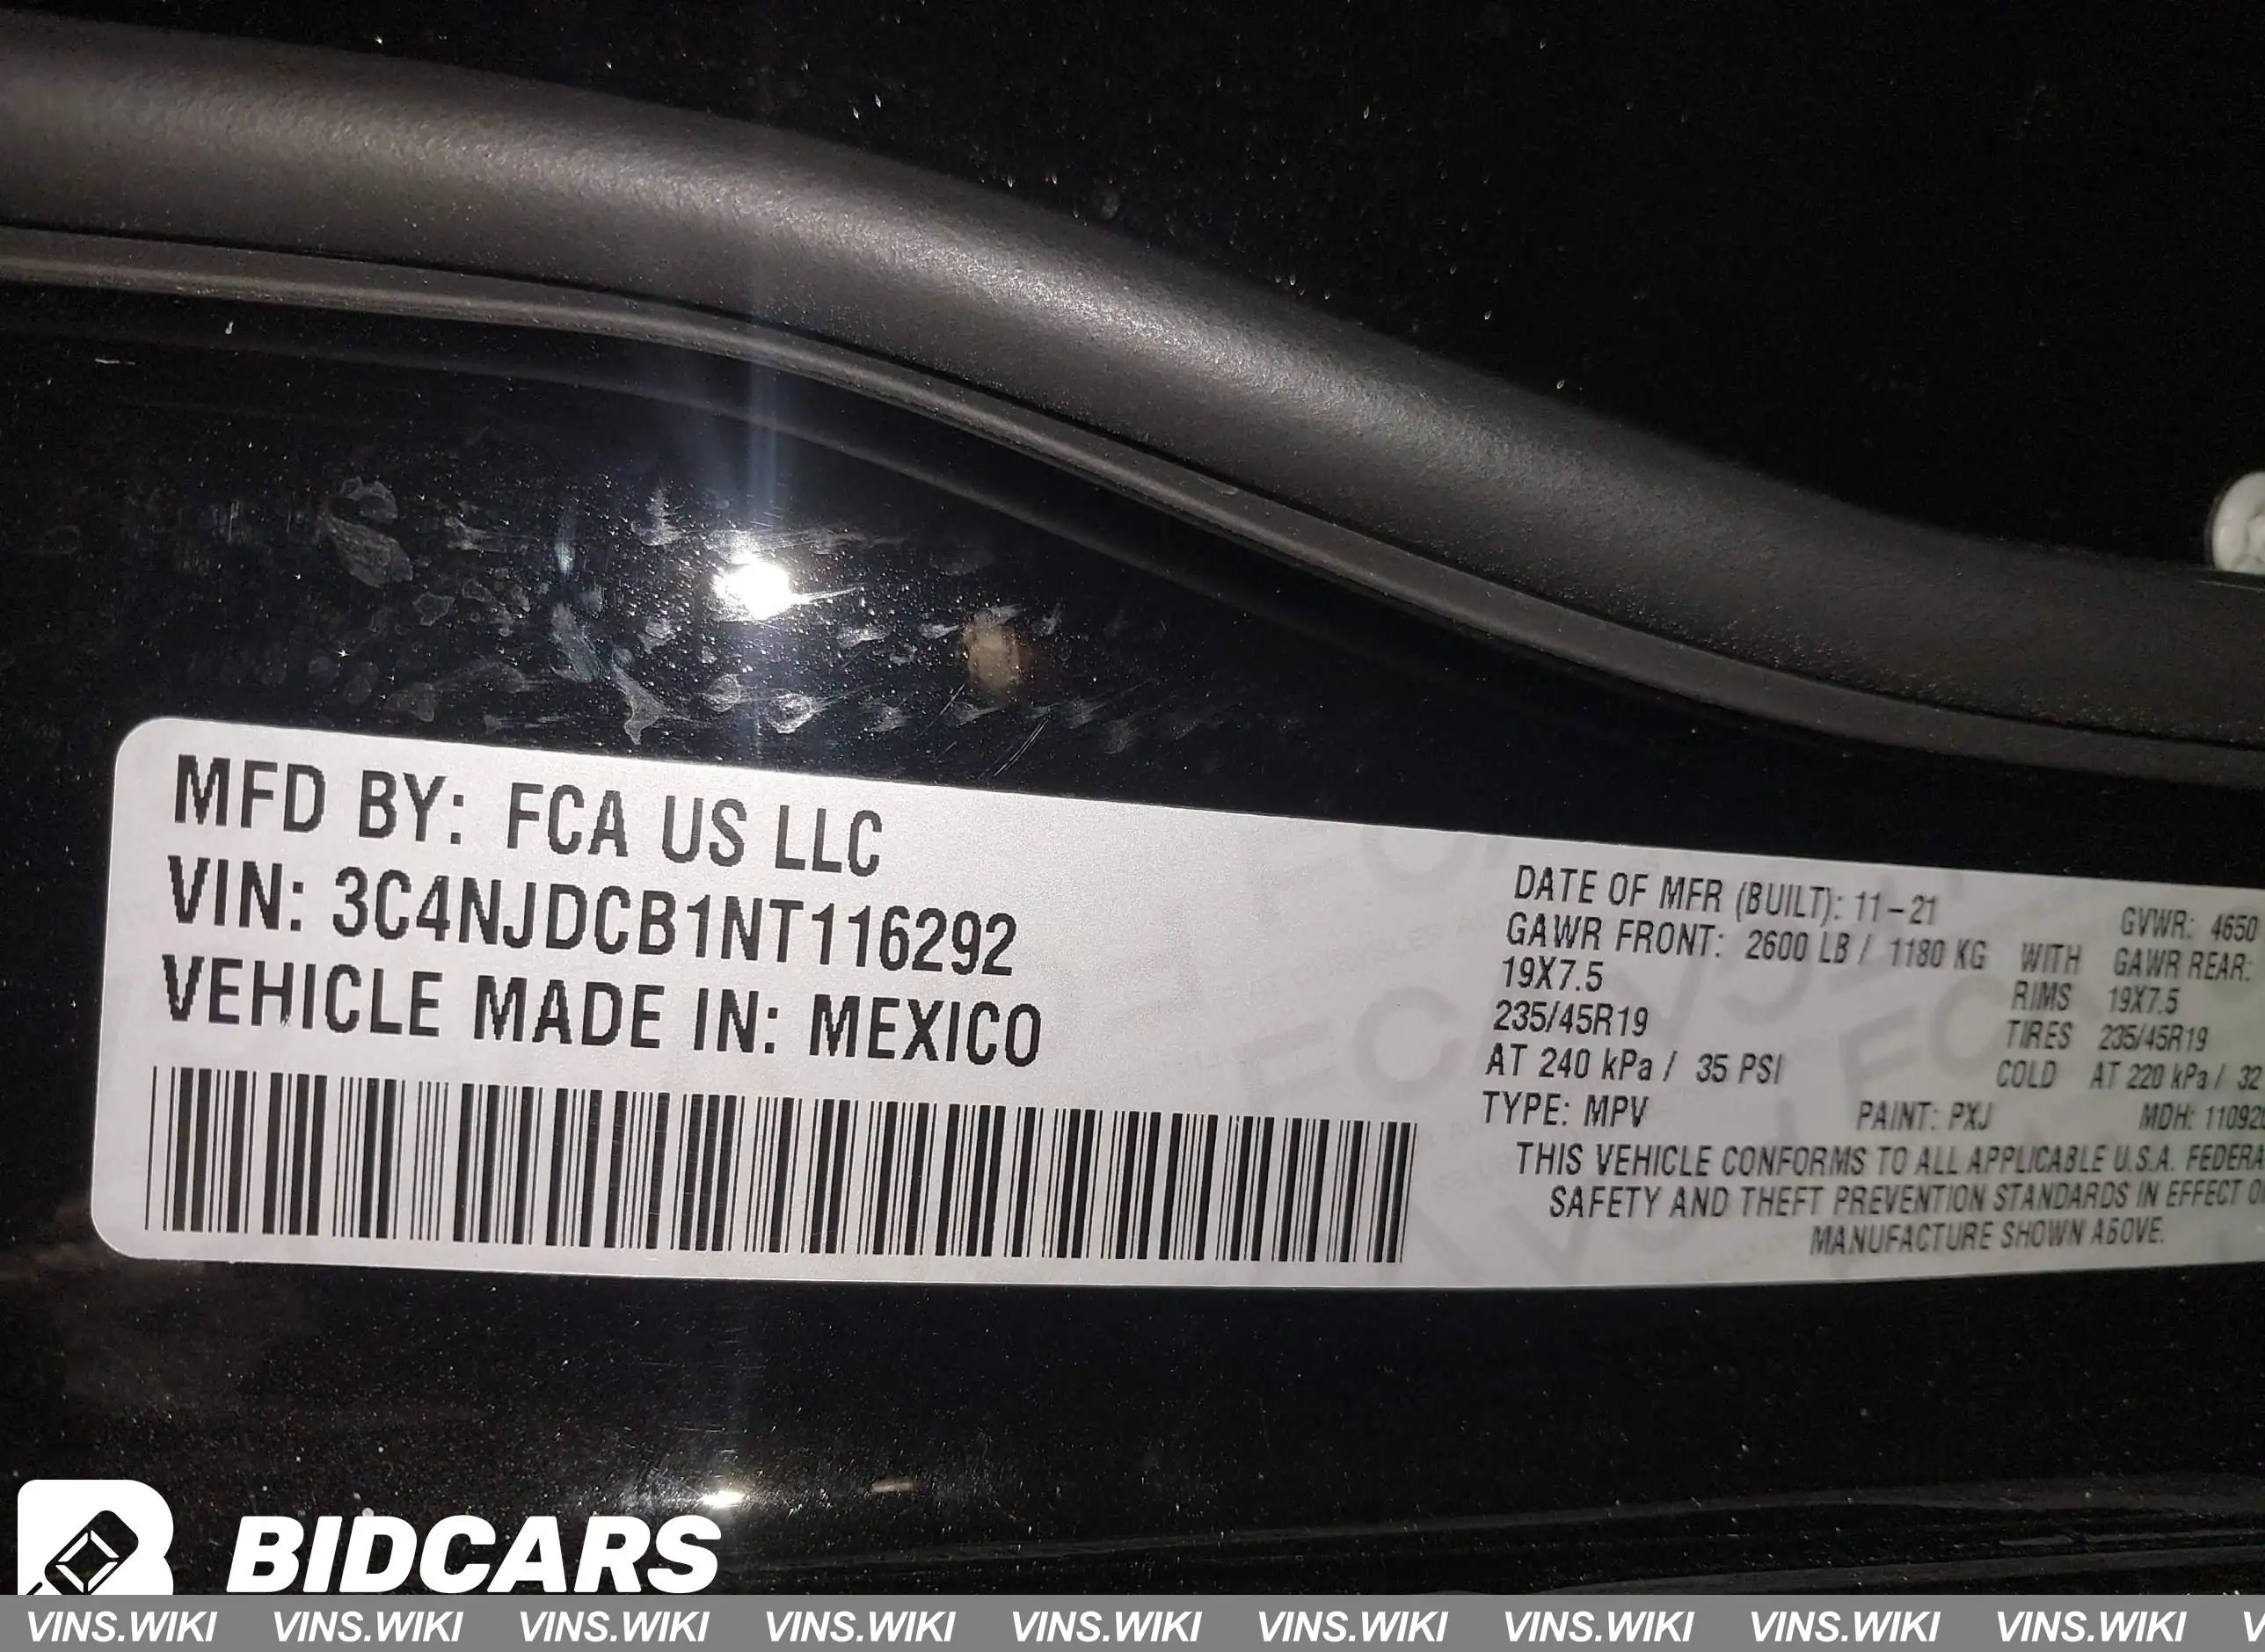 MFD BY: FCA US LLC
VIN: 3C4NJDCB1NT116292
VEHICLE MADE IN: MEXICO
DATE OF MFR (BUILT): 11-21 GVWR: 4650
GAWR FRONT: 2600 LB / 1180 KG WITH GAWR REAR:
19X7.5 RIMS 19X7.5
235/45R19 TIRES 235/45R19
AT 240 kPa / 35 PSI COLD AT 220 kPa / 32
TYPE: MPV PAINT: PXJ MDH: 11092
THIS VEHICLE CONFORMS TO ALL APPLICABLE U.S.A. FEDERA
SAFETY AND THEFT PREVENTION STANDARDS IN EFFECT O
MANUFACTURE SHOWN ABOVE.
BIDCARS
VINS.WIKI VINS.WIKI VINS.WIKI VINS.WIKI VINS.WIKI VINS.WIKI VINS.WIKI VINS.WIKI VINS.WIKI V